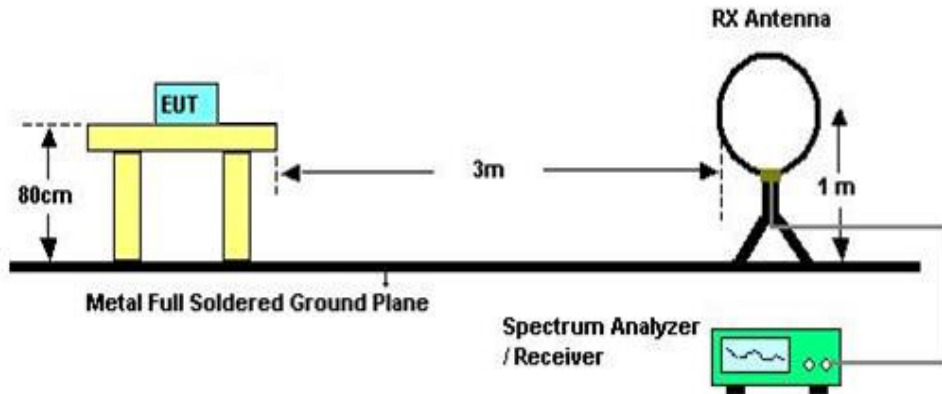 RX Antenna
EUT
3m
80cm
1 m
Metal Full Soldered Ground Plane
Spectrum Analyzer
/ Receiver